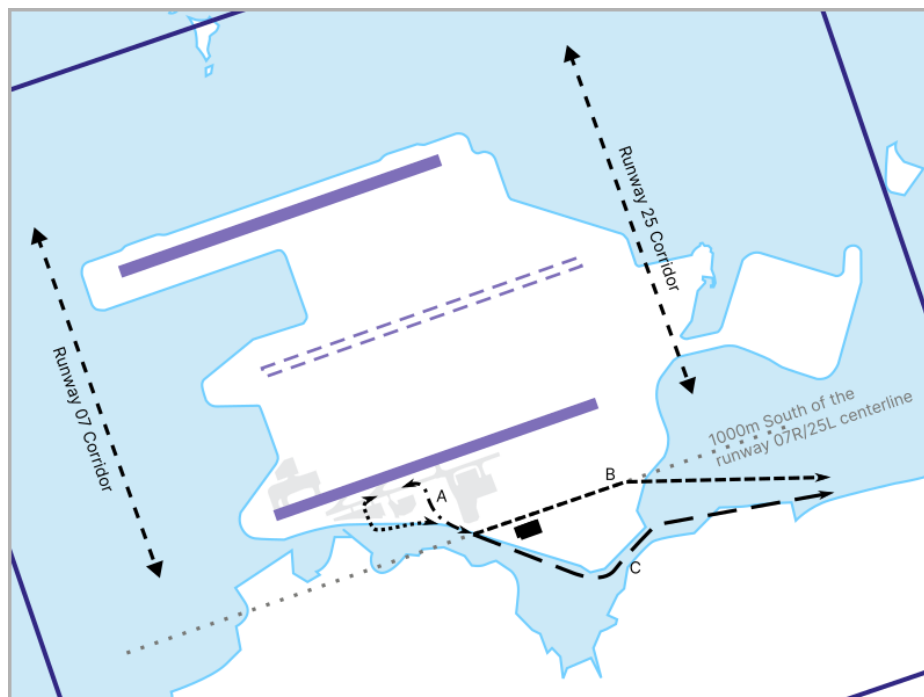 Runway 25 Corridor
Runway 07 Corridor
1000m South of the
runway 07R/25L centerline
B
A
C